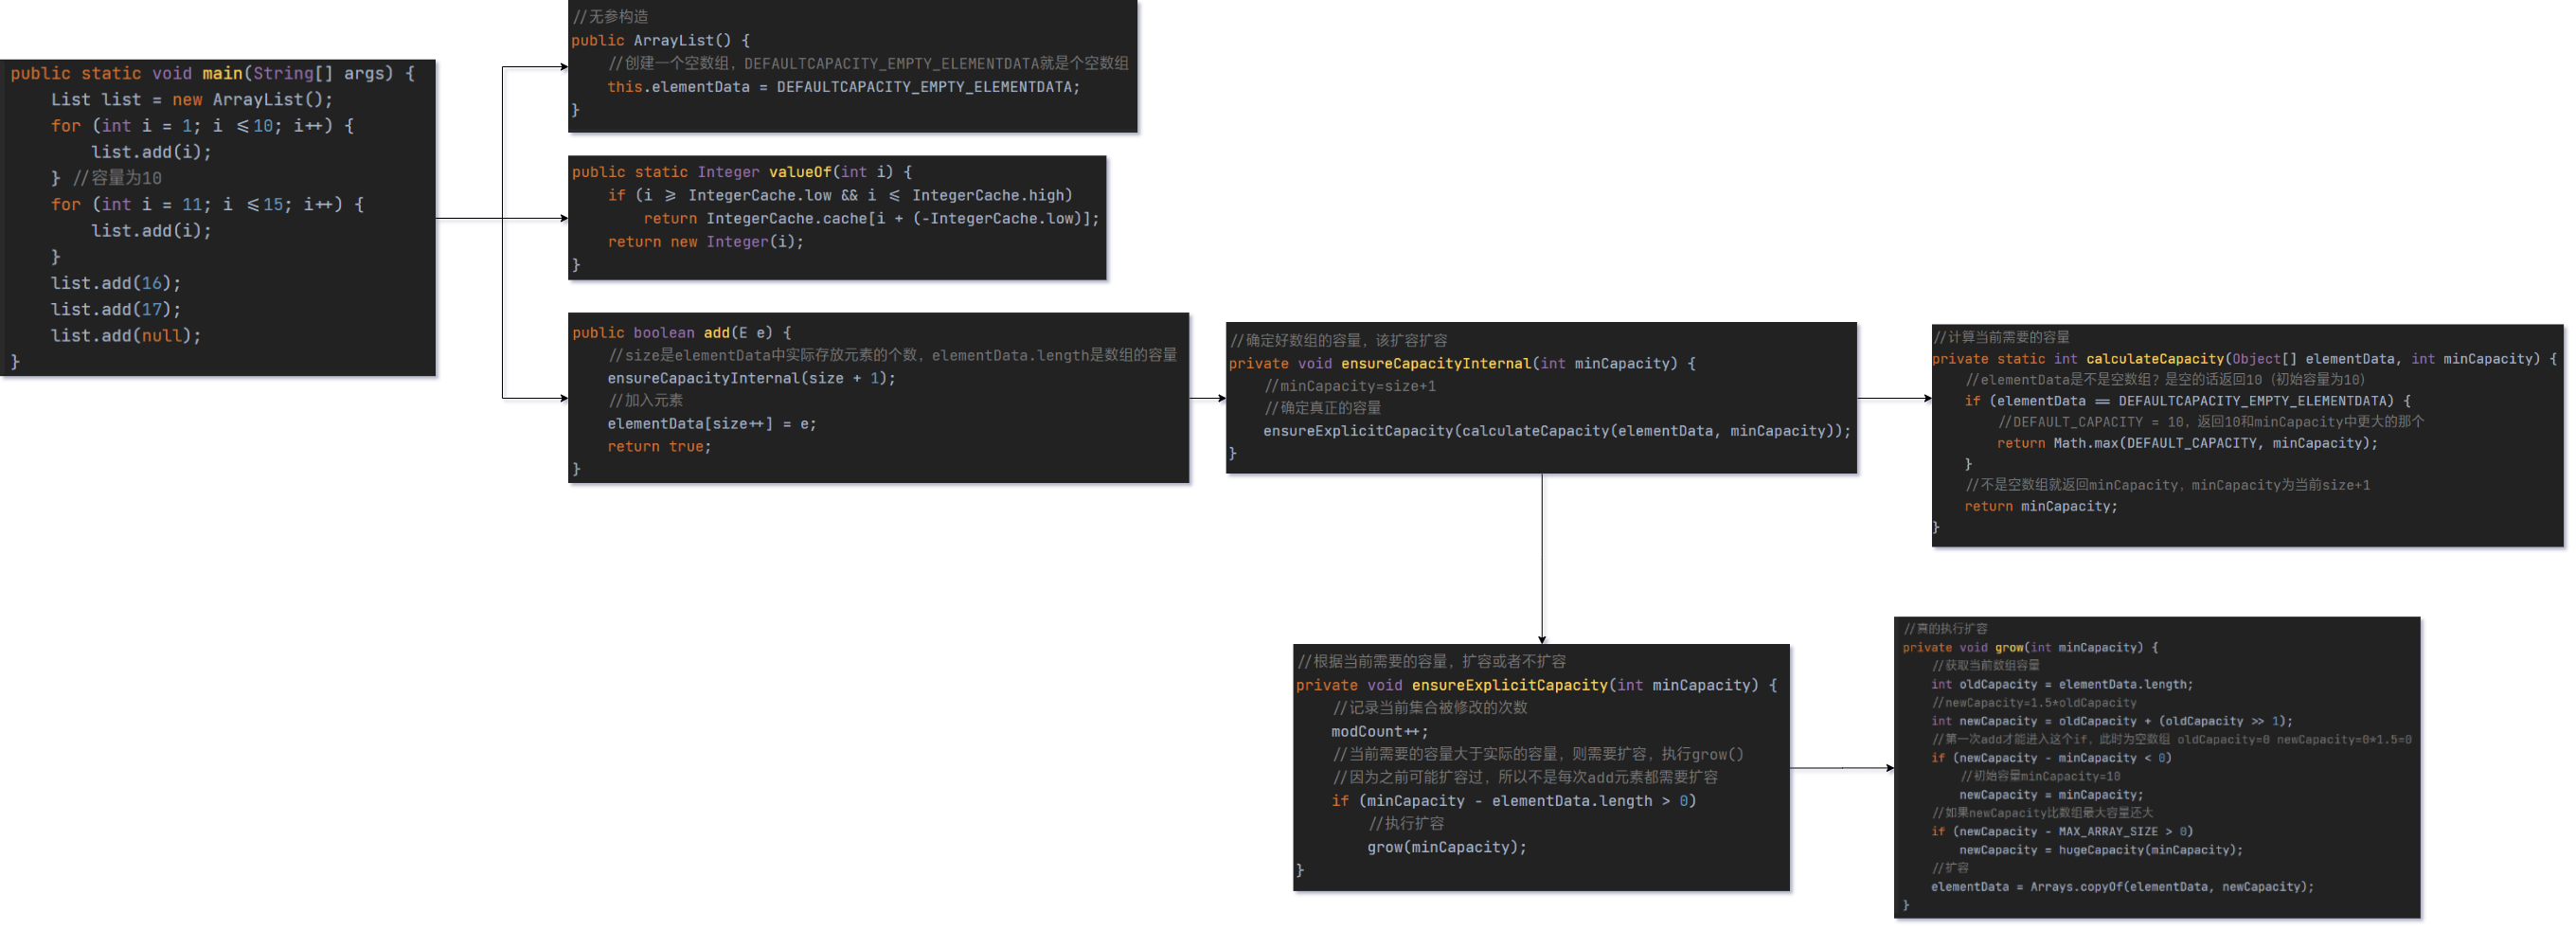 public static void main(String[] args) {
List list = new ArrayList();
for (int i = 1; i <=10; i++) {
list.add(i);
} //容量为10
for (int i = 11; i <=15; i++) {
list.add(i);
}
list.add(16);
list.add(17);
list.add(null);
}
//无参构造
public ArrayList() {
//创建一个空数组，DEFAULTCAPACITY_EMPTY_ELEMENTDATA就是个空数组
this.elementData = DEFAULTCAPACITY_EMPTY_ELEMENTDATA;
}
public static Integer valueOf(int i) {
if (i >= IntegerCache.low && i <= IntegerCache.high)
return IntegerCache.cache[i + (-IntegerCache.low)];
return new Integer(i);
}
public boolean add(E e) {
//size是elementData中实际存放元素的个数，elementData.length是数组的容量
ensureCapacityInternal(size + 1);
//加入元素
elementData[size++] = e;
return true;
}
//确定好数组的容量，该扩容扩容
private void ensureCapacityInternal(int minCapacity) {
//minCapacity=size+1
//确定真正的容量
ensureExplicitCapacity(calculateCapacity(elementData, minCapacity));
}
//计算当前需要的容量
private static int calculateCapacity(Object[] elementData, int minCapacity) {
//elementData是不是空数组？是空的话返回10（初始容量为10）
if (elementData == DEFAULTCAPACITY_EMPTY_ELEMENTDATA) {
//DEFAULT_CAPACITY = 10，返回10和minCapacity中更大的那个
return Math.max(DEFAULT_CAPACITY, minCapacity);
}
//不是空数组就返回minCapacity，minCapacity为当前size+1
return minCapacity;
}
//根据当前需要的容量，扩容或者不扩容
private void ensureExplicitCapacity(int minCapacity) {
//记录当前集合被修改的次数
modCount++;
//当前需要的容量大于实际的容量，则需要扩容，执行grow()
//因为之前可能扩容过，所以不是每次add元素都需要扩容
if (minCapacity - elementData.length > 0)
//执行扩容
grow(minCapacity);
}
//真的执行扩容
private void grow(int minCapacity) {
//获取当前数组容量
int oldCapacity = elementData.length;
//newCapacity=1.5*oldCapacity
int newCapacity = oldCapacity + (oldCapacity >> 1);
//第一次add才能进入这个if，此时为空数组 oldCapacity=0 newCapacity=0*1.5=0
if (newCapacity - minCapacity < 0)
//初始容量minCapacity=10
newCapacity = minCapacity;
//如果newCapacity比数组最大容量还大
if (newCapacity - MAX_ARRAY_SIZE > 0)
newCapacity = hugeCapacity(minCapacity);
//扩容
elementData = Arrays.copyOf(elementData, newCapacity);
}